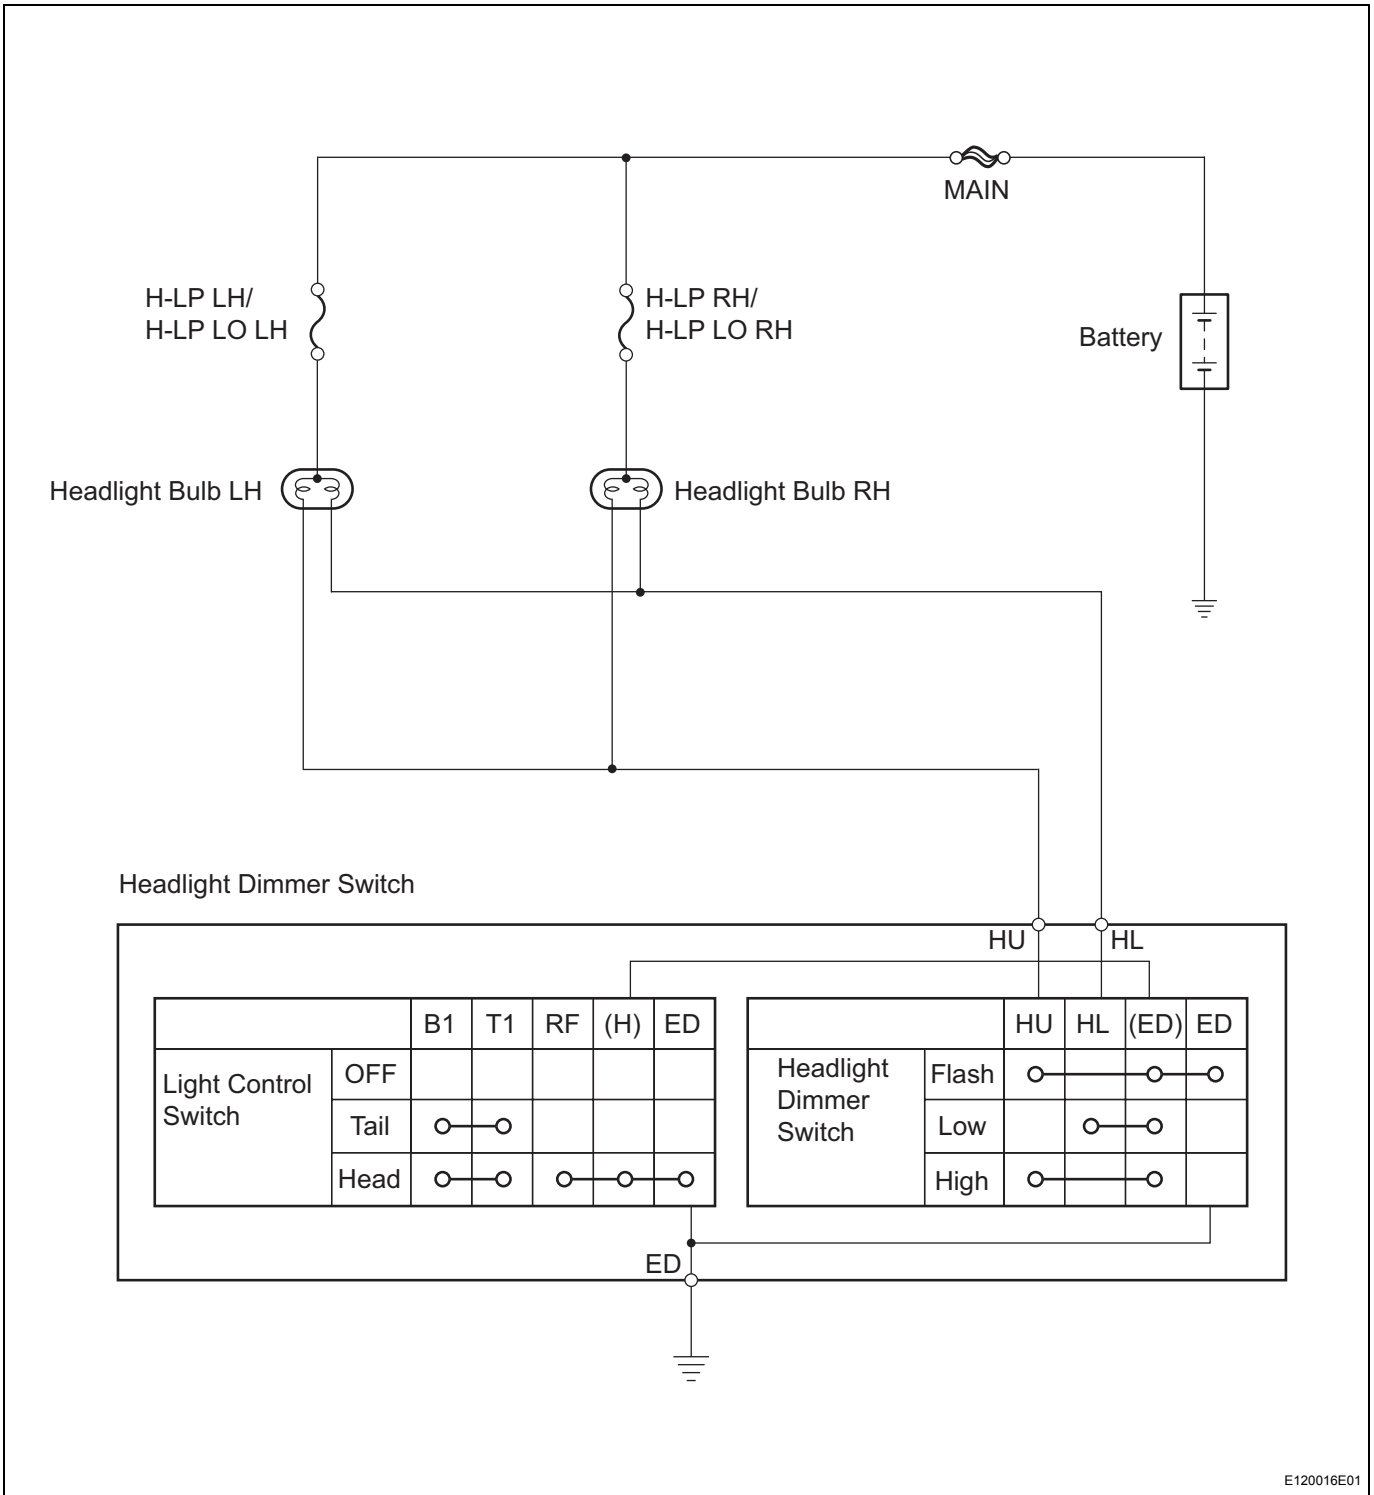 MAIN
H-LP LH/
H-LP LO LH
H-LP RH/
H-LP LO RH
Battery
Headlight Bulb LH
Headlight Bulb RH
Headlight Dimmer Switch
HU
HL
B1 T1 RF (H) ED
Light Control
Switch
OFF
Tail
Head
HU HL (ED) ED
Headlight
Dimmer
Switch
Flash
Low
High
ED
E120016E01